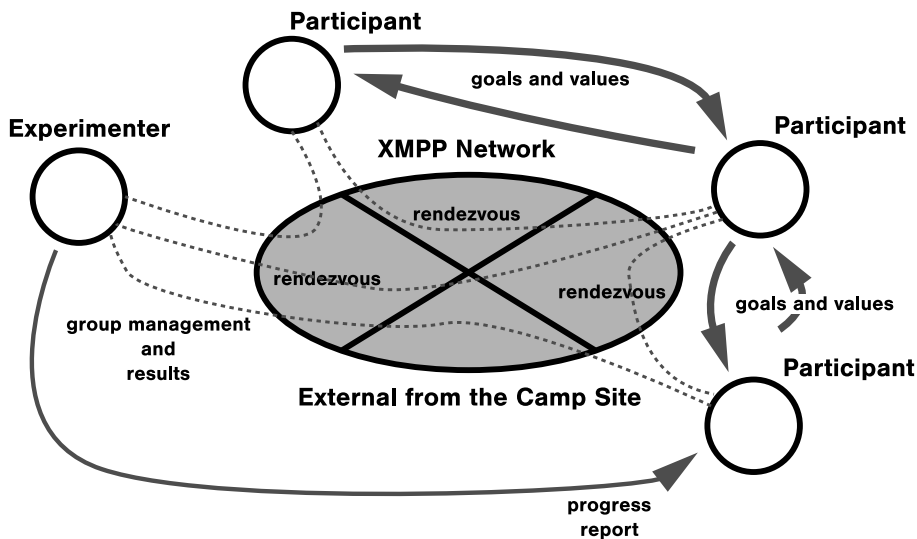 Participant
goals and values
Experimenter
Participant
XMPP Network
rendezvous
rendezvous
rendezvous
goals and values
group management
and
results
Participant
External from the Camp Site
progress
report